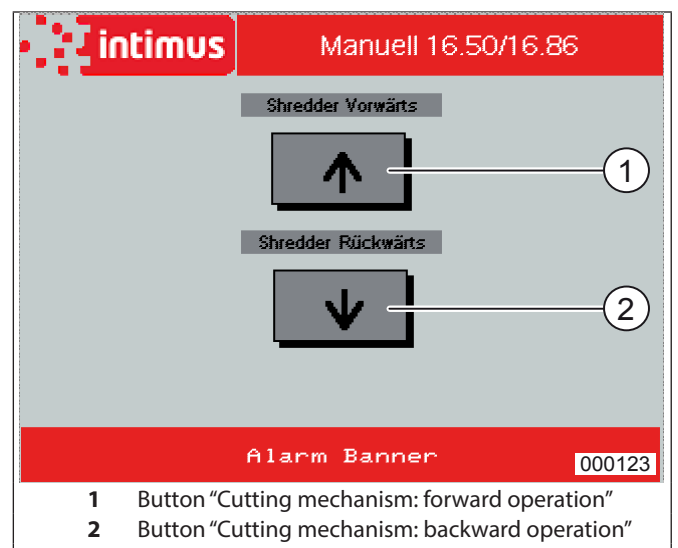 intimus Manuell 16.50/16.86
Shredder Vorwärts
1
Shredder Rückwärts
2
Alarm Banner
000123
1 Button “Cutting mechanism: forward operation”
2 Button “Cutting mechanism: backward operation”